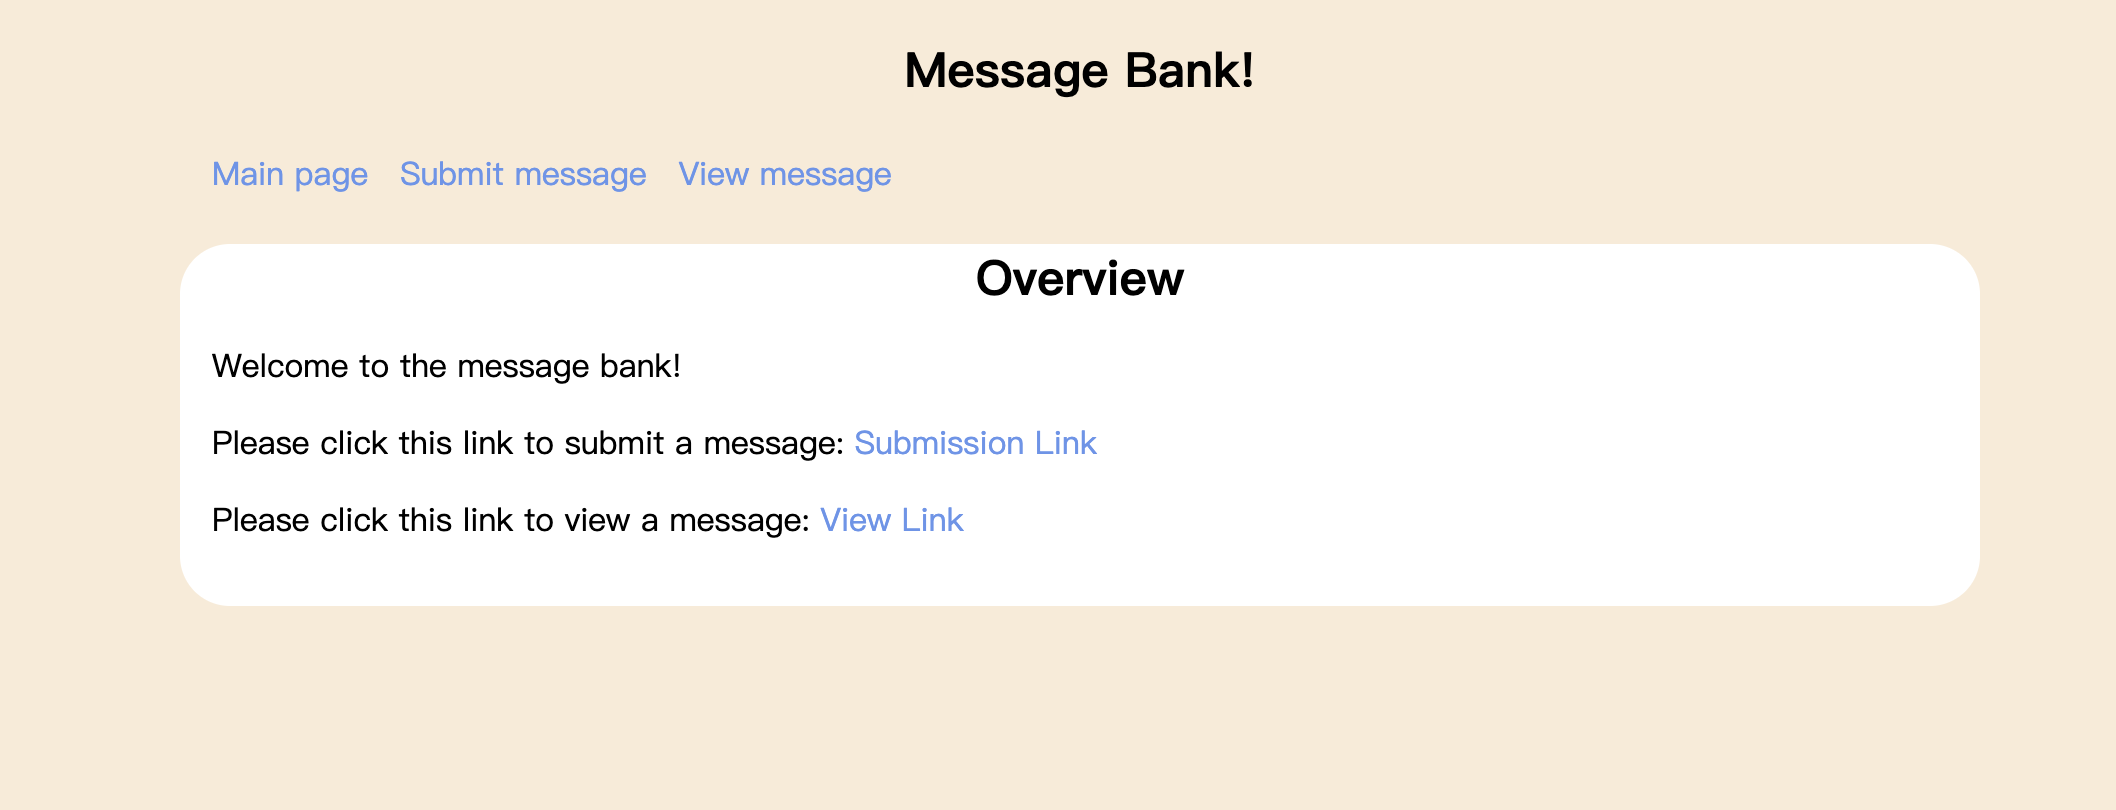 Message Bank!
Main page Submit message View message
Overview
Welcome to the message bank!
Please click this link to submit a message: Submission Link
Please click this link to view a message: View Link